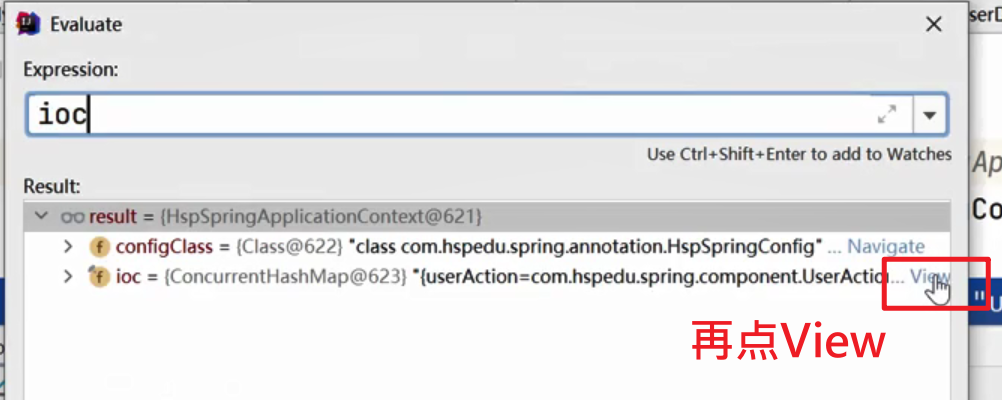 Evaluate
serD
Expression:
ioc
Use Ctrl+Shift+Enter to add to Watches
Ap
Result:
Co
result = {HspSpringApplicationContext@621}
configClass = {Class@622} "class com.hspedu.spring.annotation.HspSpringConfig" ... Navigate
ioc = {ConcurrentHashMap@623} "{userAction=com.hspedu.spring.component.UserAction... View
再点View